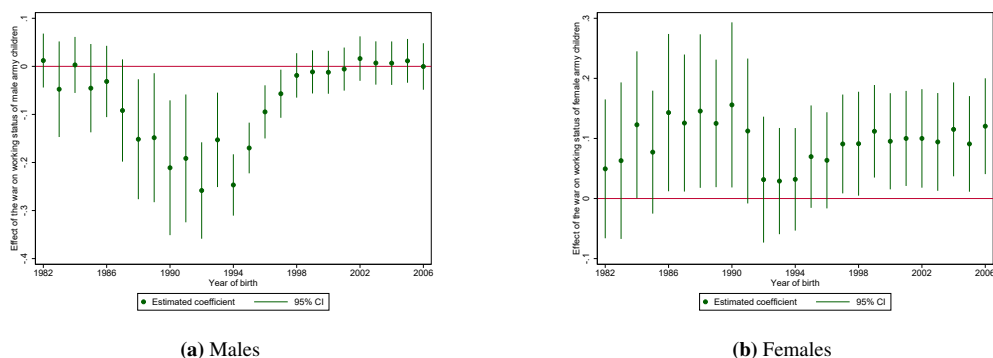 Effect of the war on working status of male army children
.1
0
-.1
-.2
-.3
-.4
1982 1986 1990 1994 1998 2002 2006
Year of birth
Estimated coefficient 95% CI
(a) Males
Effect of the war on working status of female army children
.3
.2
.1
0
-.1
1982 1986 1990 1994 1998 2002 2006
Year of birth
Estimated coefficient 95% CI
(b) Females